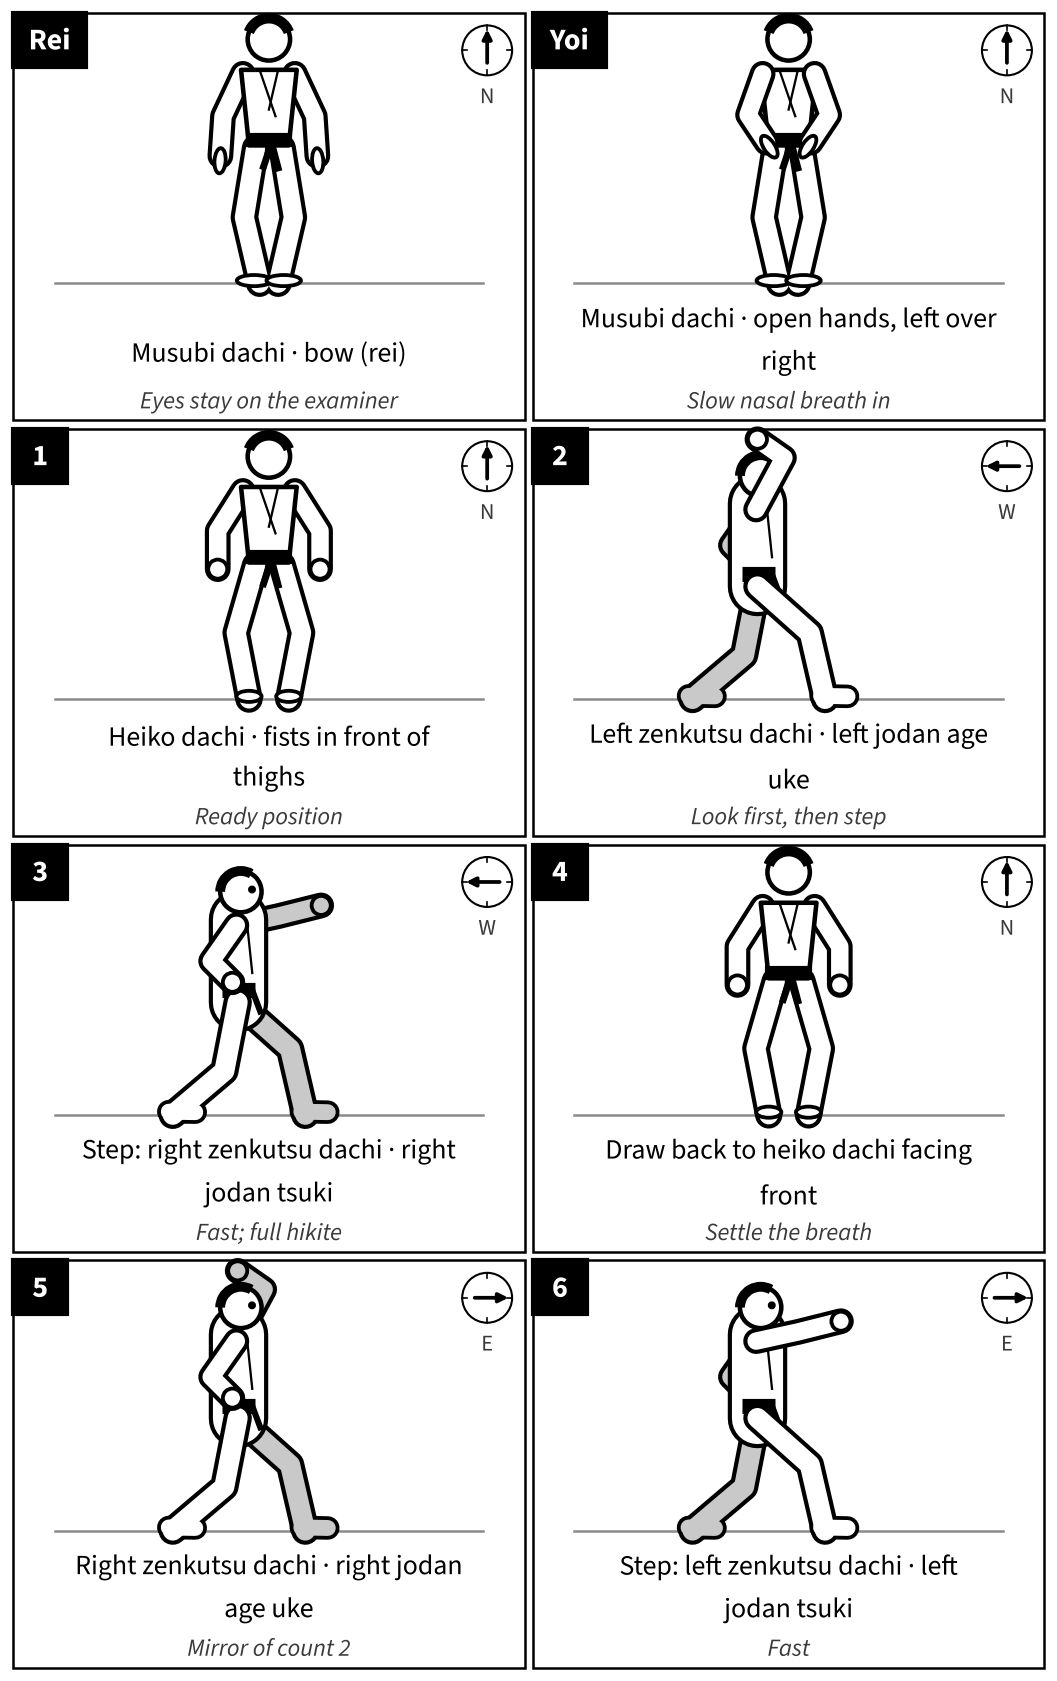 Rei
N
Musubi dachi · bow (rei)
Eyes stay on the examiner
Yoi
N
Musubi dachi · open hands, left over
right
Slow nasal breath in
1
N
Heiko dachi · fists in front of
thighs
Ready position
2
W
Left zenkutsu dachi · left jodan age
uke
Look first, then step
3
W
Step: right zenkutsu dachi · right
jodan tsuki
Fast; full hikite
4
N
Draw back to heiko dachi facing
front
Settle the breath
5
E
Right zenkutsu dachi · right jodan
age uke
Mirror of count 2
6
E
Step: left zenkutsu dachi · left
jodan tsuki
Fast